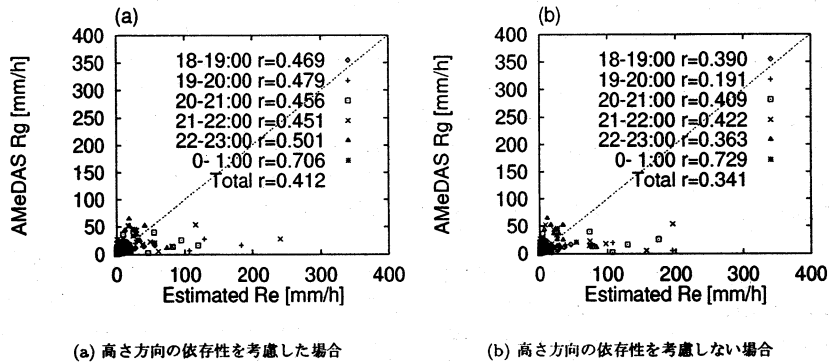 (a)
AMeDAS Rg [mm/h]
400
350
300
250
200
150
100
50
0
18-19:00 r=0.469
19-20:00 r=0.479
20-21:00 r=0.456
21-22:00 r=0.451
22-23:00 r=0.501
0- 1:00 r=0.706
Total r=0.412
0 100 200 300 400
Estimated Re [mm/h]
(a) 高さ方向の依存性を考慮した場合
(b)
AMeDAS Rg [mm/h]
400
350
300
250
200
150
100
50
0
18-19:00 r=0.390
19-20:00 r=0.191
20-21:00 r=0.409
21-22:00 r=0.422
22-23:00 r=0.363
0- 1:00 r=0.729
Total r=0.341
0 100 200 300 400
Estimated Re [mm/h]
(b) 高さ方向の依存性を考慮しない場合